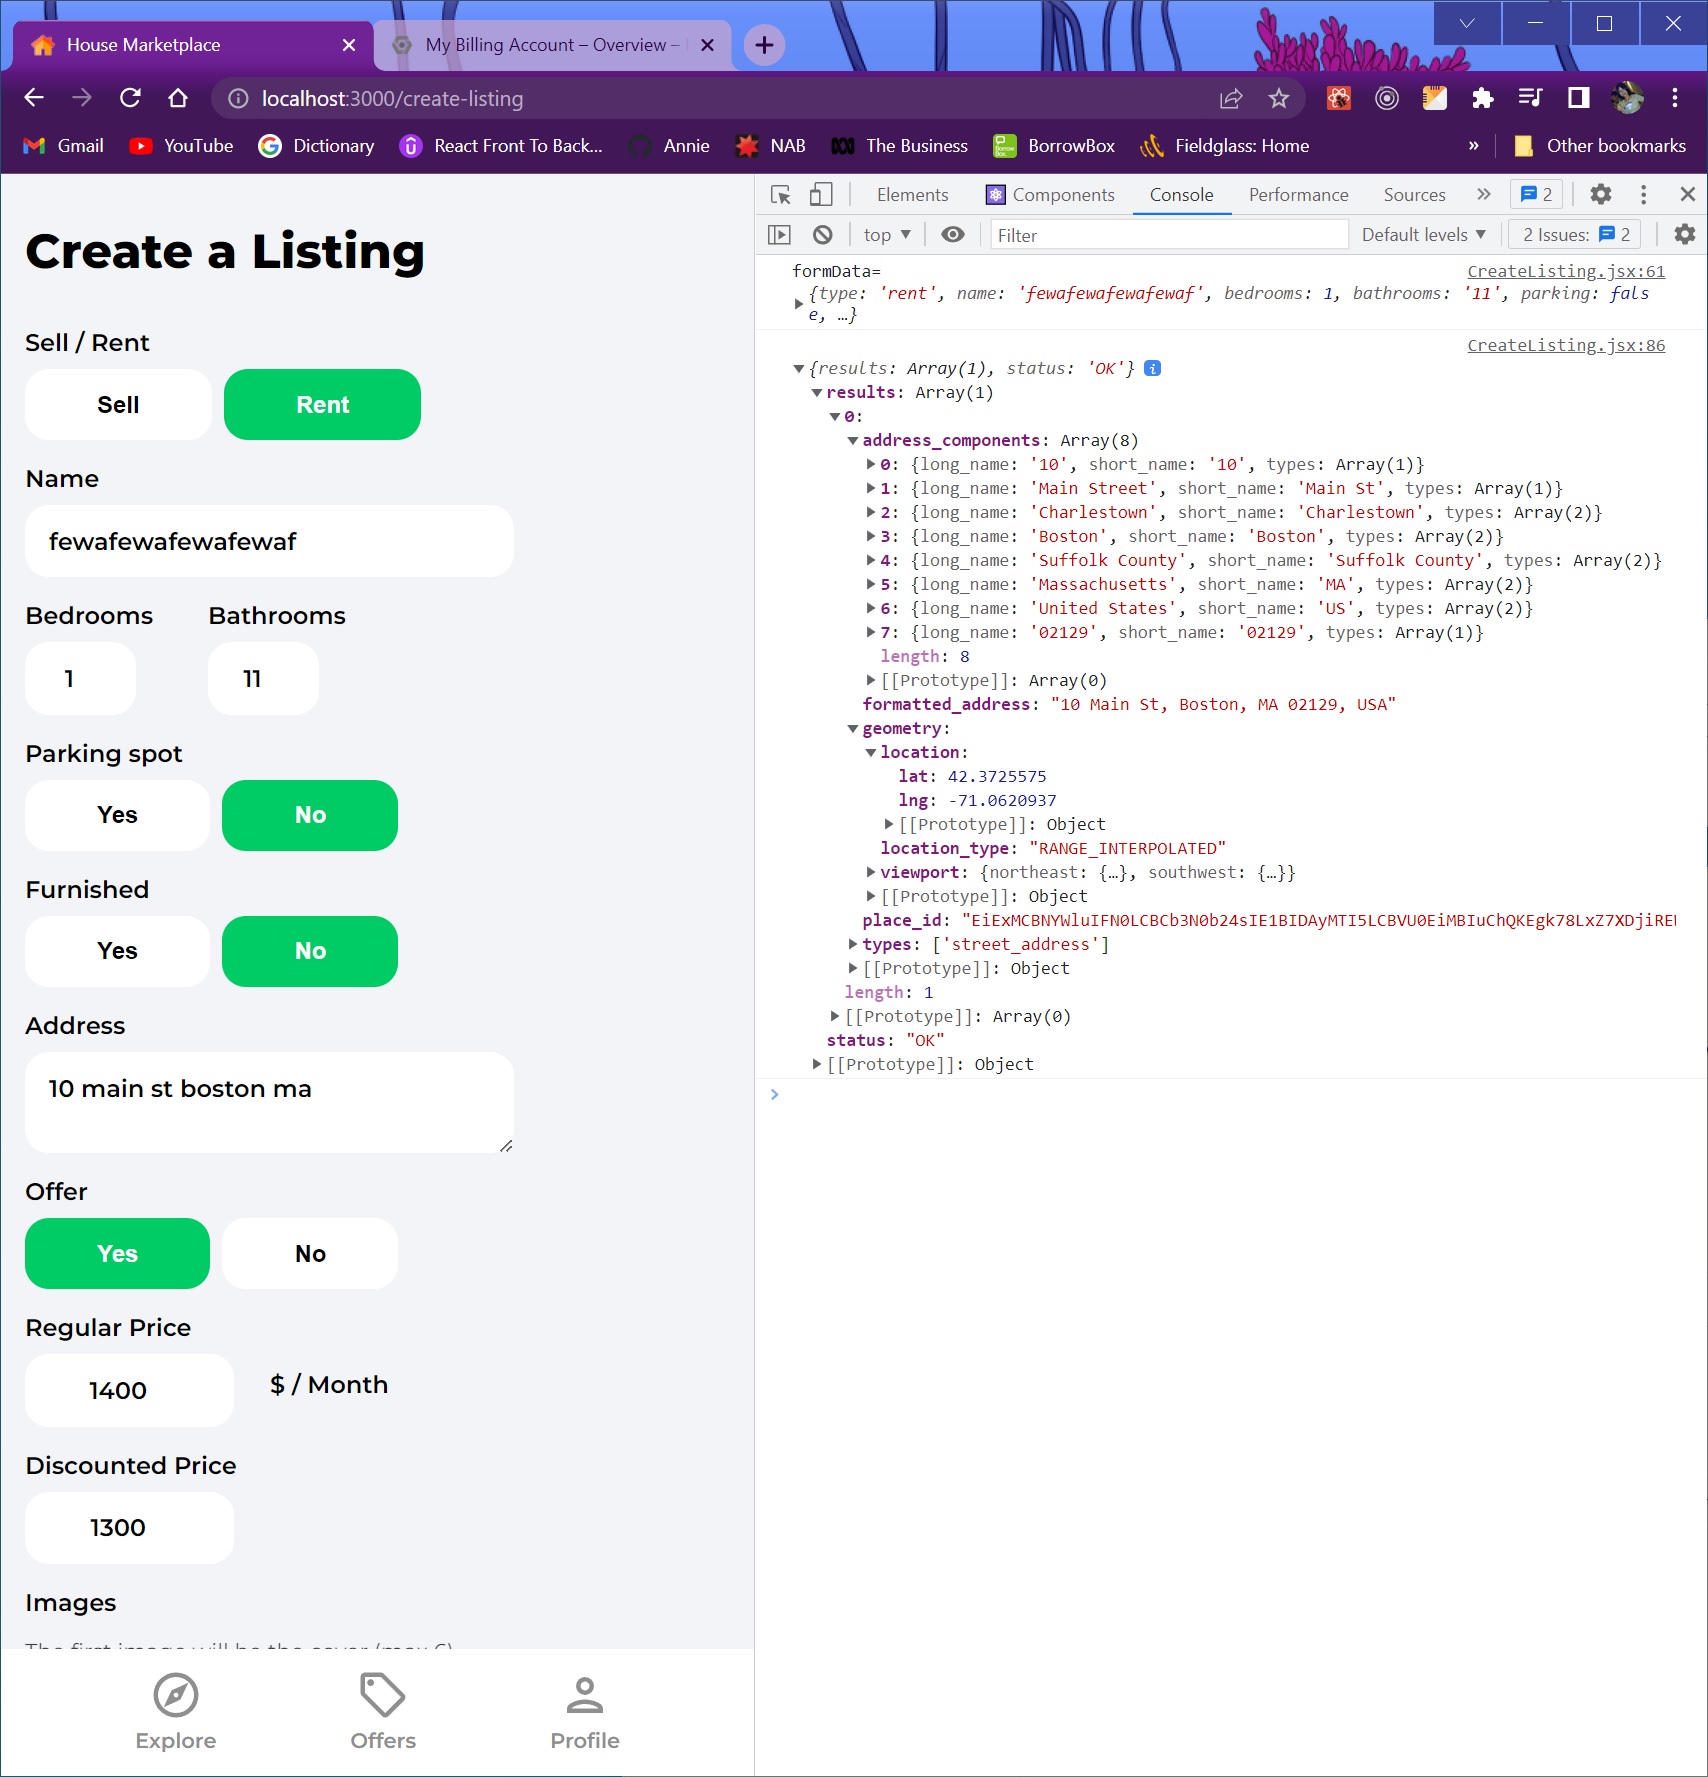 House Marketplace
My Billing Account – Overview –
localhost:3000/create-listing
Gmail YouTube Dictionary React Front To Back... Annie NAB The Business BorrowBox Fieldglass: Home » Other bookmarks
Create a Listing
Sell / Rent
Sell Rent
Name
fewafewafewafewaf
Bedrooms Bathrooms
1 11
Parking spot
Yes No
Furnished
Yes No
Address
10 main st boston ma
Offer
Yes No
Regular Price
1400 $ / Month
Discounted Price
1300
Images
The first image will be the cover (max 6).
Explore Offers Profile
Elements Components Console Performance Sources » 2
top ▼ Filter Default levels ▼ 2 Issues: 2
formData= CreateListing.jsx:61
{type: 'rent', name: 'fewafewafewafewaf', bedrooms: 1, bathrooms: '11', parking: fals
e, …}
CreateListing.jsx:86
{results: Array(1), status: 'OK'} i
results: Array(1)
0:
address_components: Array(8)
0: {long_name: '10', short_name: '10', types: Array(1)}
1: {long_name: 'Main Street', short_name: 'Main St', types: Array(1)}
2: {long_name: 'Charlestown', short_name: 'Charlestown', types: Array(2)}
3: {long_name: 'Boston', short_name: 'Boston', types: Array(2)}
4: {long_name: 'Suffolk County', short_name: 'Suffolk County', types: Array(2)}
5: {long_name: 'Massachusetts', short_name: 'MA', types: Array(2)}
6: {long_name: 'United States', short_name: 'US', types: Array(2)}
7: {long_name: '02129', short_name: '02129', types: Array(1)}
length: 8
[[Prototype]]: Array(0)
formatted_address: "10 Main St, Boston, MA 02129, USA"
geometry:
location:
lat: 42.3725575
lng: -71.0620937
[[Prototype]]: Object
location_type: "RANGE_INTERPOLATED"
viewport: {northeast: {…}, southwest: {…}}
[[Prototype]]: Object
place_id: "EiExMCBNYWluIFN0LCBCb3N0b24sIE1BIDAyMTI5LCBVU0EiMBIuChQKEgk78LxZ7XDjiRE
types: ['street_address']
[[Prototype]]: Object
length: 1
[[Prototype]]: Array(0)
status: "OK"
[[Prototype]]: Object